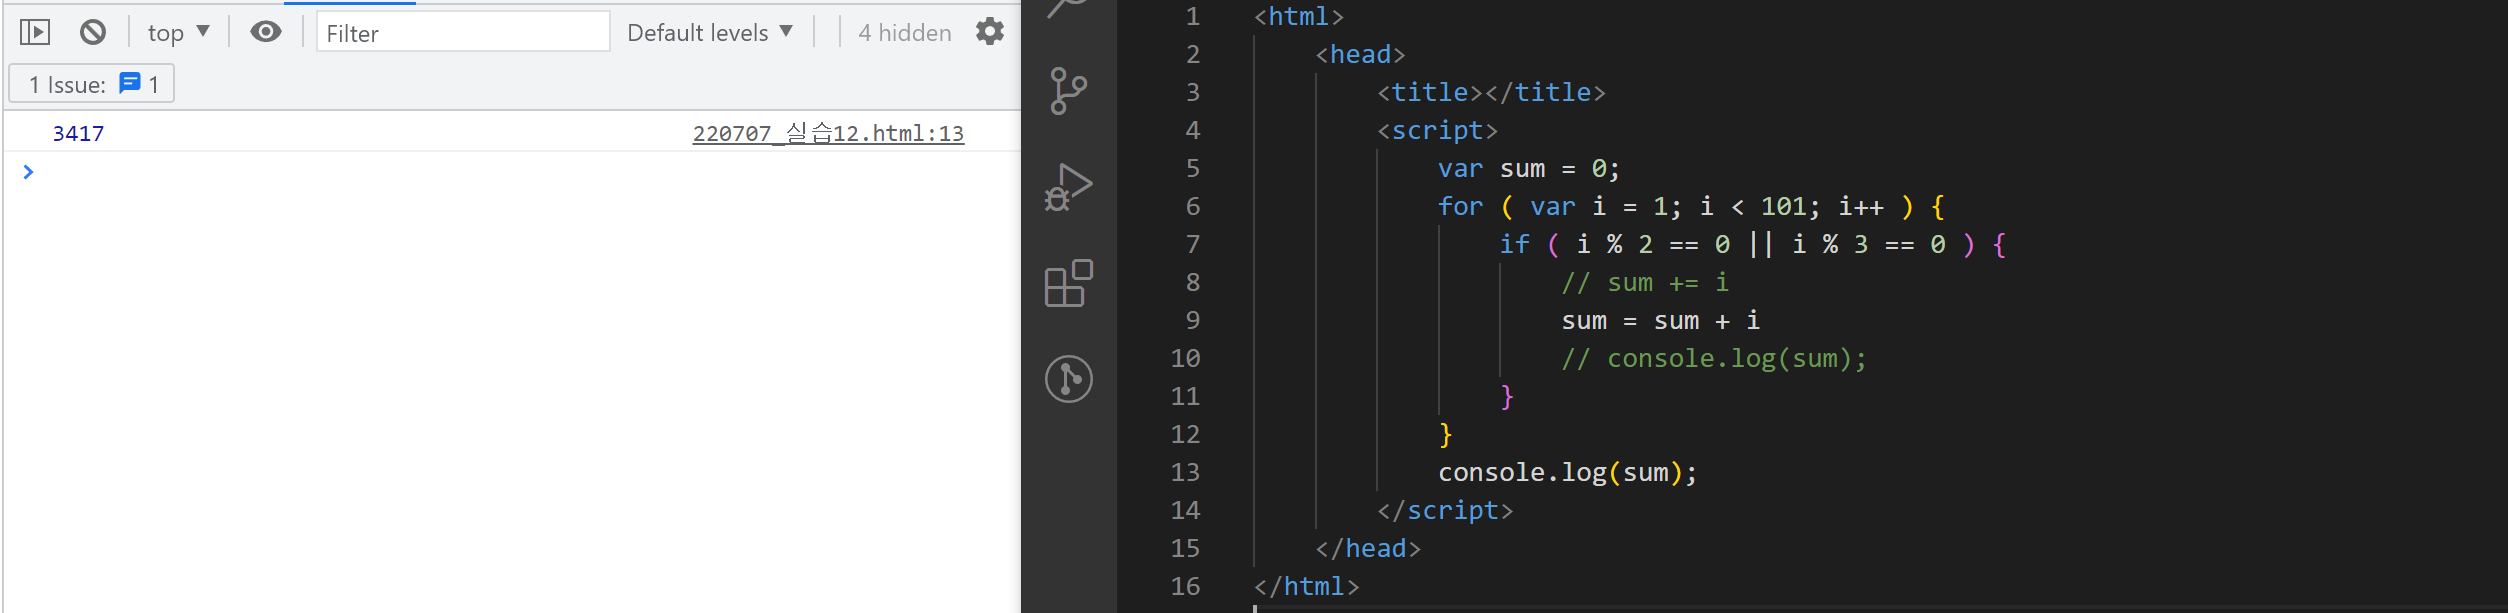 top ▼ Filter Default levels ▼ 4 hidden
1 Issue: 1
3417 220707_실습12.html:13
1 <html>
2 <head>
3 <title></title>
4 <script>
5 var sum = 0;
6 for ( var i = 1; i < 101; i++ ) {
7 if ( i % 2 == 0 || i % 3 == 0 ) {
8 // sum += i
9 sum = sum + i
10 // console.log(sum);
11 }
12 }
13 console.log(sum);
14 </script>
15 </head>
16 </html>